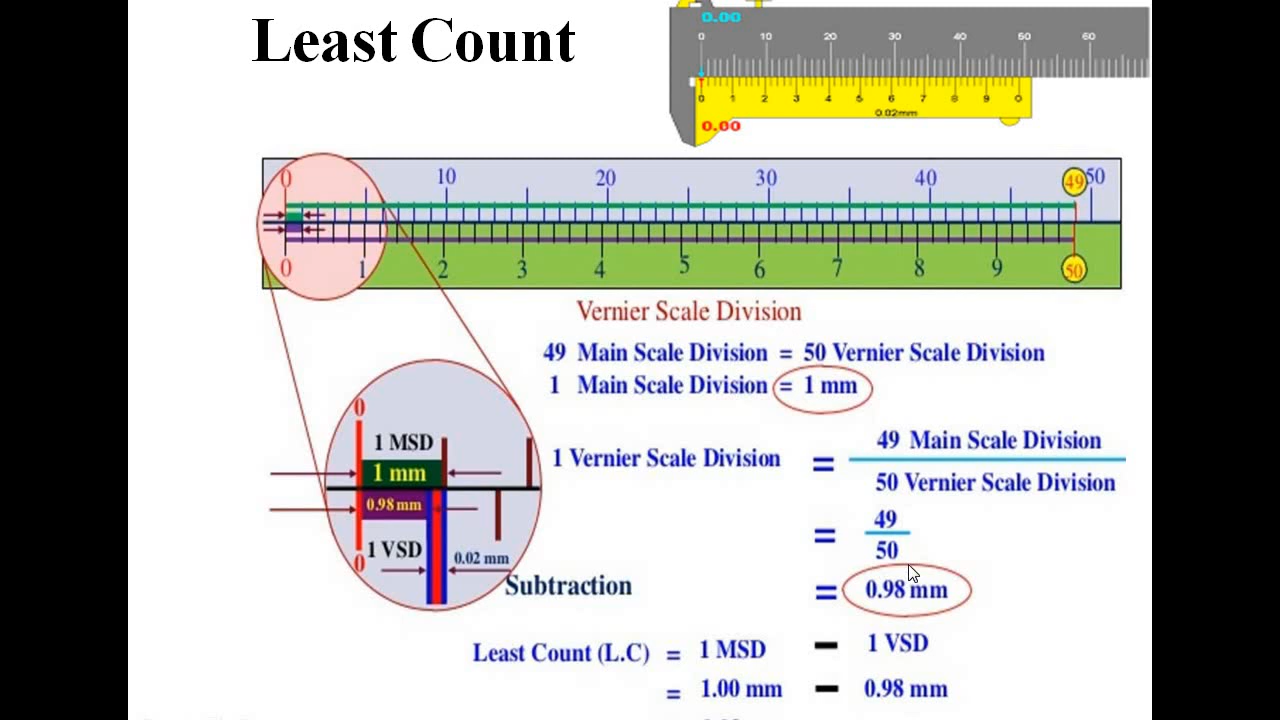 Least Count
0.00
0 10 20 30 40 50 60
0 1 2 3 4 5 6 7 8 9 0
0.02mm
0.00
0 10 20 30 40 49 50
0 1 2 3 4 5 6 7 8 9 50
Vernier Scale Division
49 Main Scale Division = 50 Vernier Scale Division
1 Main Scale Division = 1 mm
0
1 MSD
1 mm
0.98 mm
1 VSD
0.02 mm
0
1 Vernier Scale Division = 49 Main Scale Division
50 Vernier Scale Division
= 49
50
Subtraction
= 0.98 mm
Least Count (L.C) = 1 MSD - 1 VSD
= 1.00 mm - 0.98 mm